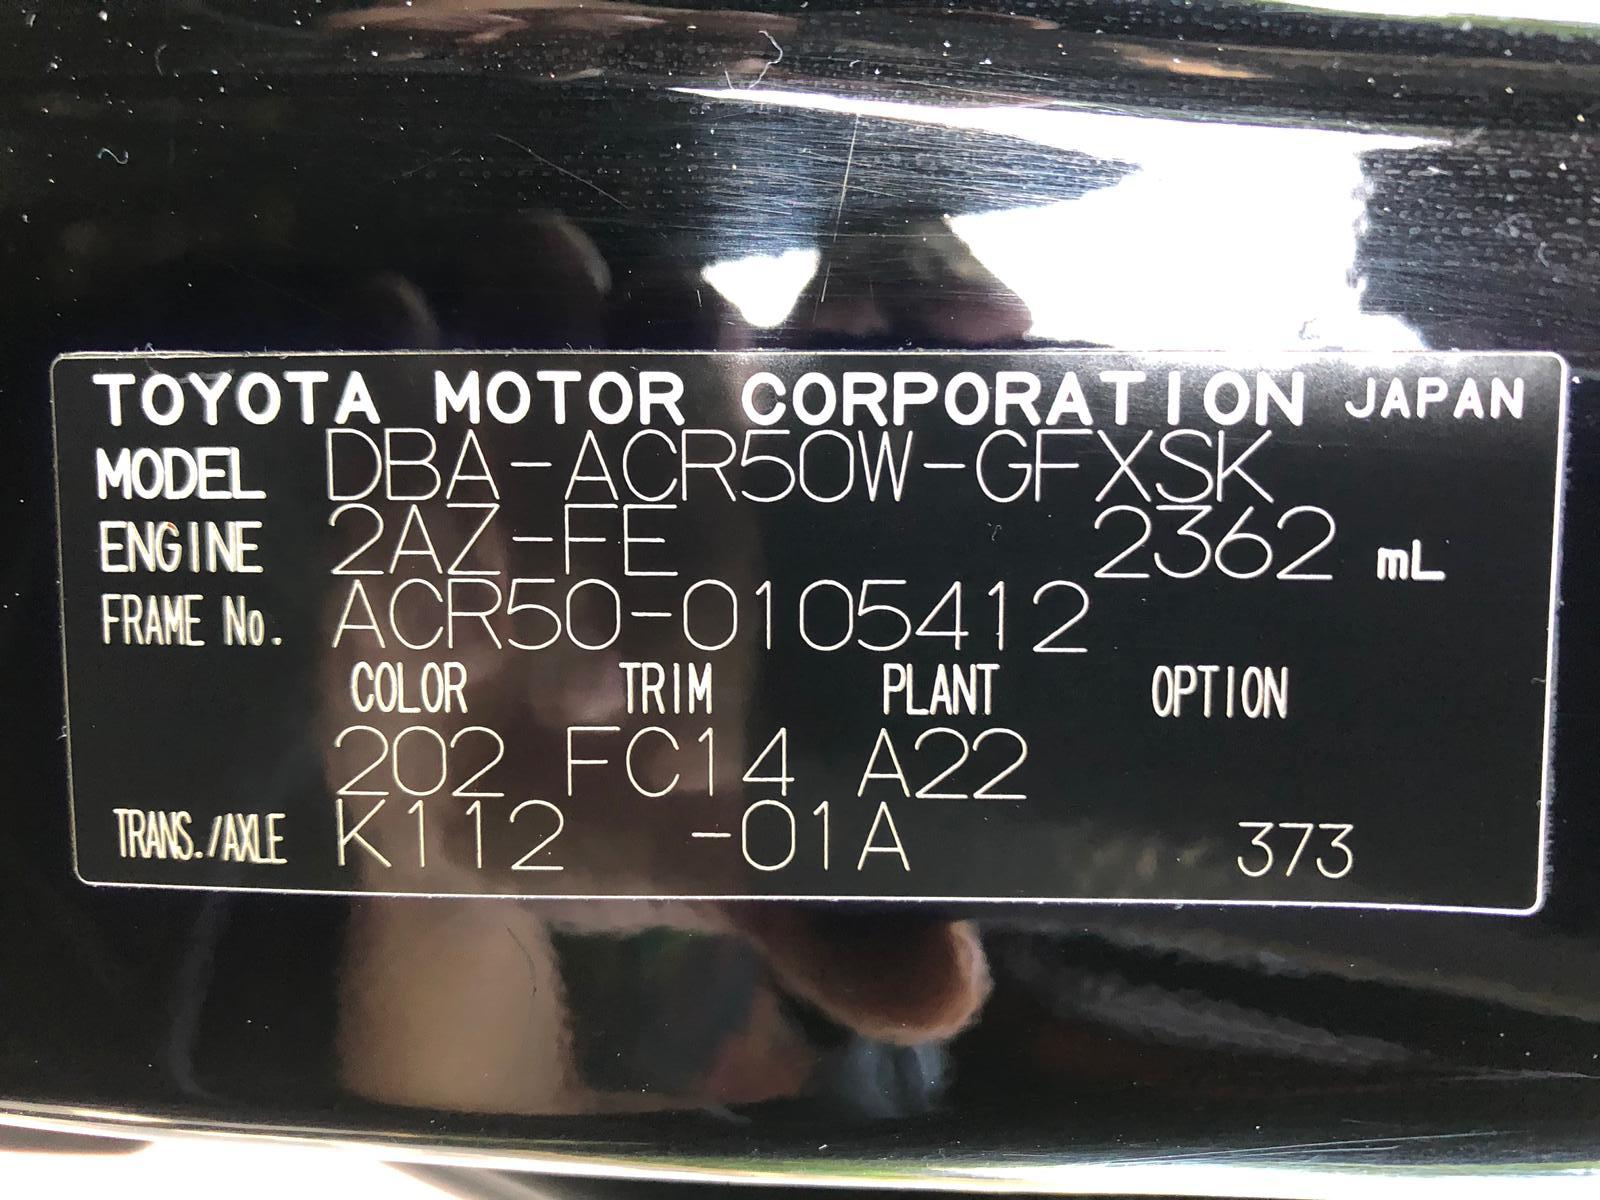 TOYOTA MOTOR CORPORATION JAPAN
MODEL DBA-ACR50W-GFXSK
ENGINE 2AZ-FE 2362 mL
FRAME No. ACR50-0105412
COLOR TRIM PLANT OPTION
202 FC14 A22
TRANS./AXLE K112 -01A 373